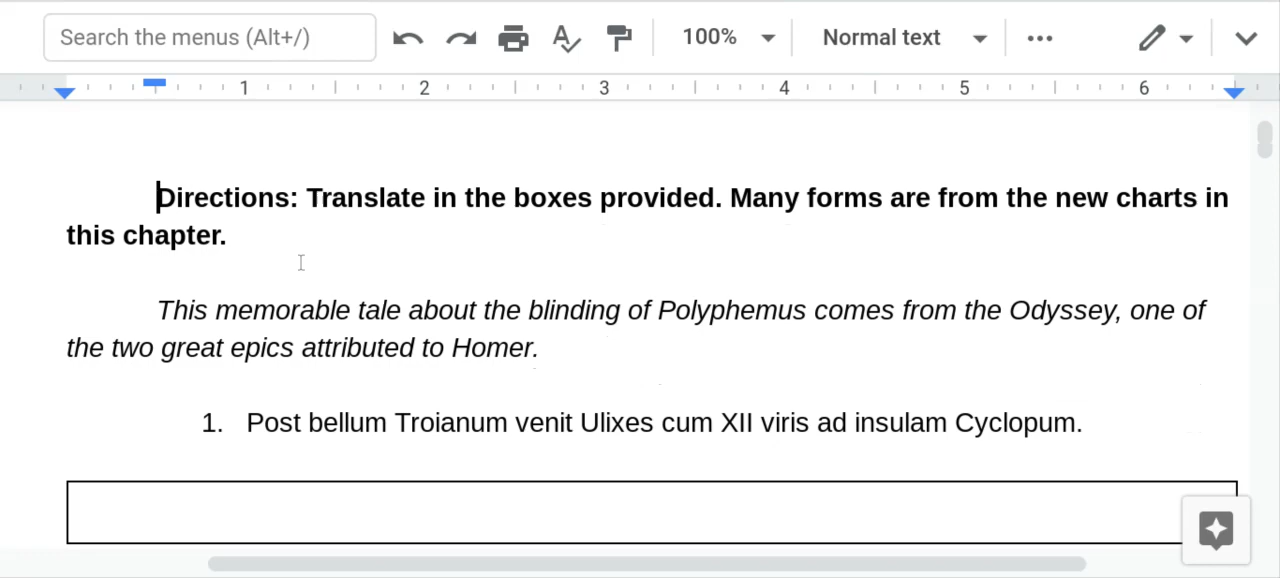 Search the menus (Alt+/) 100% Normal text
1 2 3 4 5 6
Directions: Translate in the boxes provided. Many forms are from the new charts in
this chapter.
This memorable tale about the blinding of Polyphemus comes from the Odyssey, one of
the two great epics attributed to Homer.
1. Post bellum Troianum venit Ulixes cum XII viris ad insulam Cyclopum.